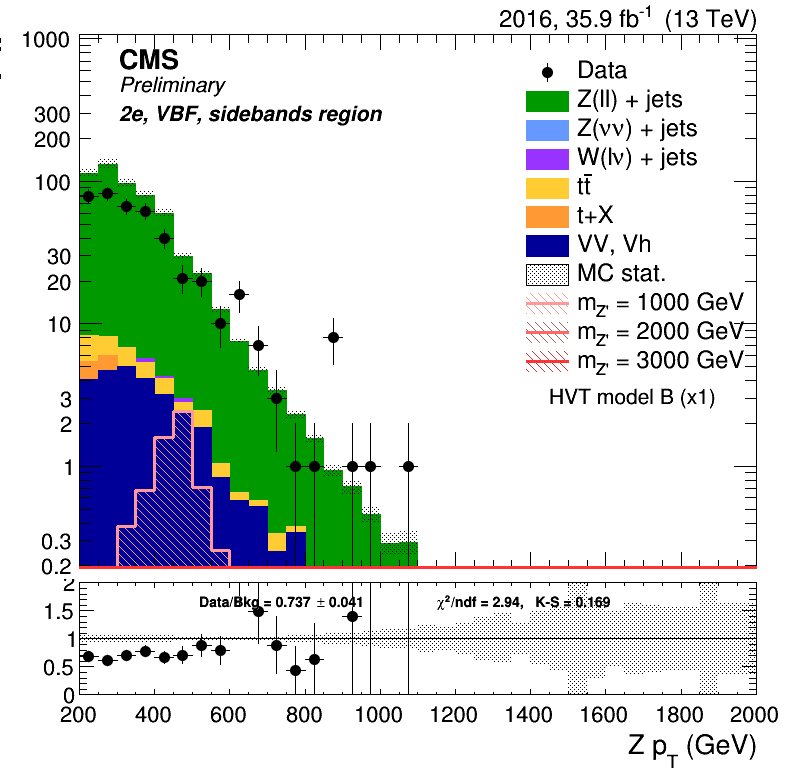 2016, 35.9 fb⁻¹ (13 TeV)
CMS
Preliminary
2e, VBF, sidebands region
Data
Z(ll) + jets
Z(νν) + jets
W(lν) + jets
tt̄
t+X
VV, Vh
MC stat.
m_Z' = 1000 GeV
m_Z' = 2000 GeV
m_Z' = 3000 GeV
HVT model B (x1)
1000
300
200
100
30
20
10
3
2
1
0.3
0.2
Data/Bkg = 0.737 ± 0.041
χ²/ndf = 2.94, K-S = 0.169
2
1.5
1
0.5
0
200 400 600 800 1000 1200 1400 1600 1800 2000
Z p_T (GeV)